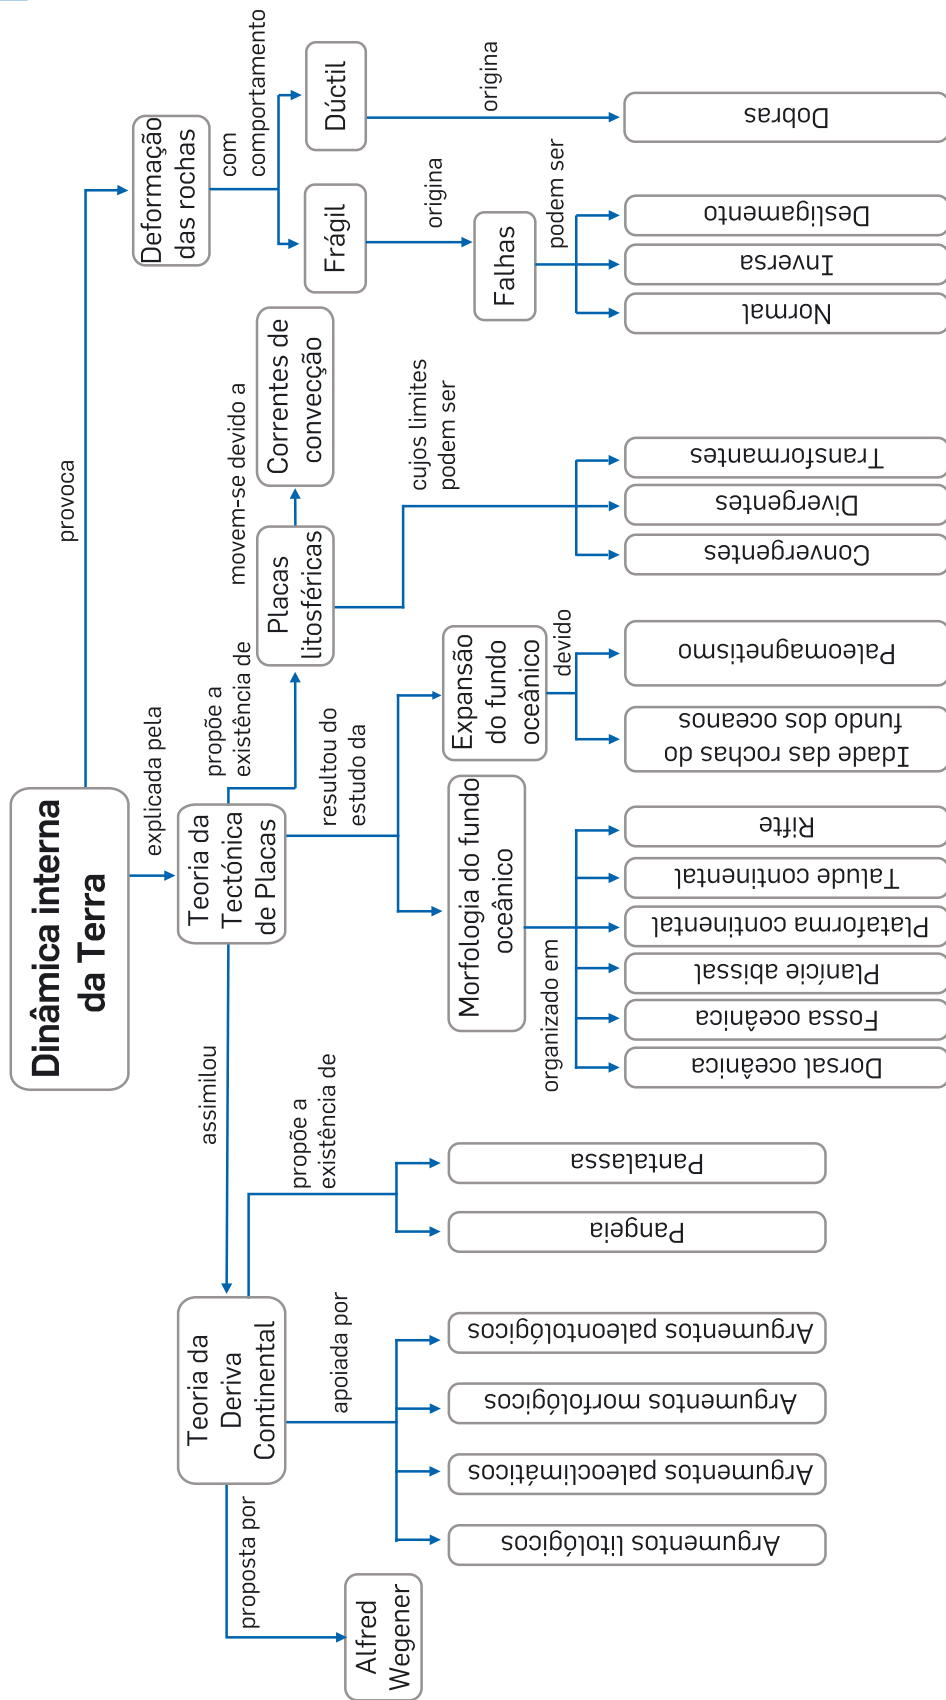 Dinâmica interna
da Terra
explicada pela
provoca
Teoria da
Tectónica
de Placas
assimilou
Teoria da
Deriva
Continental
proposta por
Alfred
Wegener
apoiada por
Argumentos litológicos
Argumentos paleoclimáticos
Argumentos morfológicos
Argumentos paleontológicos
propõe a
existência de
Pangeia
Pantalassa
resultou do
estudo da
Morfologia do fundo
oceânico
organizado em
Dorsal oceânica
Fossa oceânica
Planície abissal
Plataforma continental
Talude continental
Rifte
Expansão
do fundo
oceânico
devido
Idade das rochas do
fundo dos oceanos
Paleomagnetismo
propõe a
existência de
Placas
litosféricas
movem-se devido a
Correntes de
convecção
cujos limites
podem ser
Convergentes
Divergentes
Transformantes
Deformação
das rochas
com
comportamento
Frágil
origina
Falhas
podem ser
Normal
Inversa
Desligamento
Dúctil
origina
Dobras